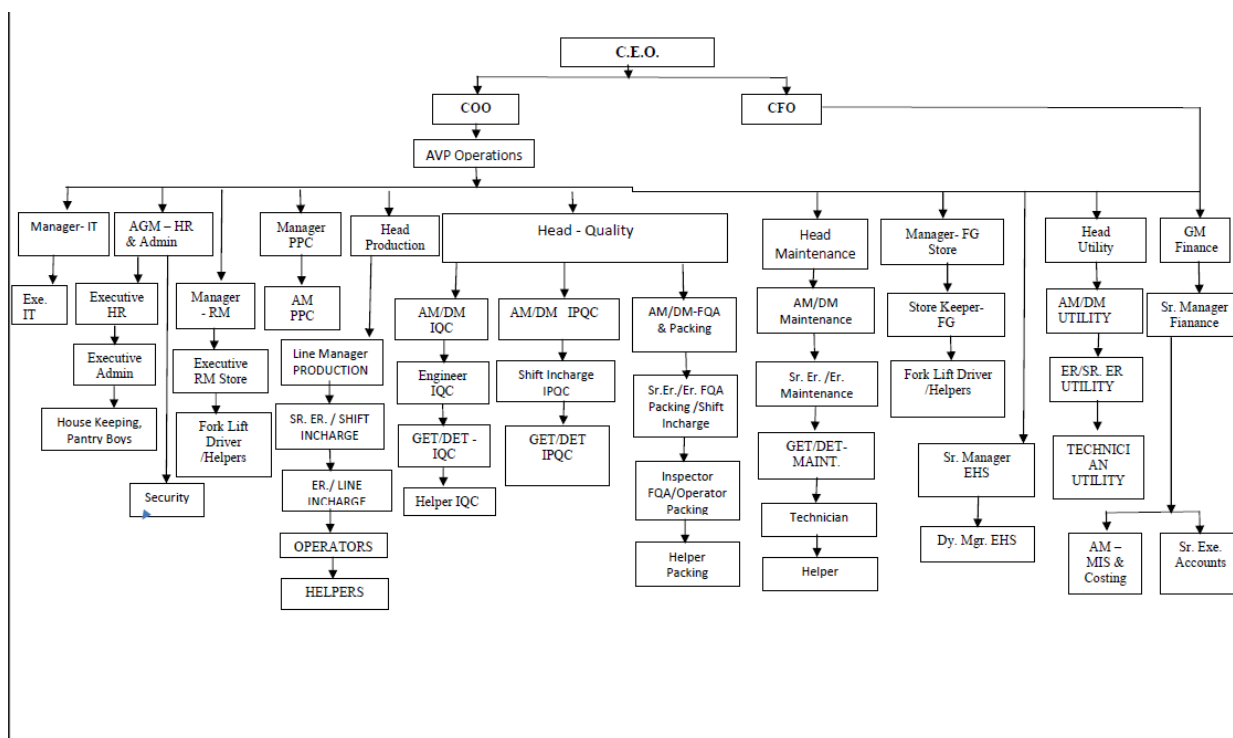 C.E.O.
COO
CFO
AVP Operations
Manager- IT
AGM – HR
& Admin
Manager
PPC
Head
Production
Head - Quality
Head
Maintenance
Manager- FG
Store
Head
Utility
GM
Finance
Exe.
IT
Executive
HR
Manager
- RM
AM
PPC
AM/DM
IQC
AM/DM IPQC
AM/DM-FQA
& Packing
AM/DM
Maintenance
Store Keeper-
FG
AM/DM
UTILITY
Sr. Manager
Fianance
Executive
Admin
Executive
RM Store
Line Manager
PRODUCTION
Engineer
IQC
Shift Incharge
IPQC
Sr.Er./Er. FQA
Packing /Shift
Incharge
Sr. Er. /Er.
Maintenance
Fork Lift Driver
/Helpers
ER/SR. ER
UTILITY
House Keeping,
Pantry Boys
Fork Lift
Driver
/Helpers
SR. ER. / SHIFT
INCHARGE
GET/DET -
IQC
GET/DET
IPQC
GET/DET-
MAINT.
Sr. Manager
EHS
TECHNICI
AN
UTILITY
Security
ER./ LINE
INCHARGE
Helper IQC
Inspector
FQA/Operator
Packing
Technician
Dy. Mgr. EHS
OPERATORS
Helper
Packing
Helper
AM –
MIS &
Costing
Sr. Exe.
Accounts
HELPERS